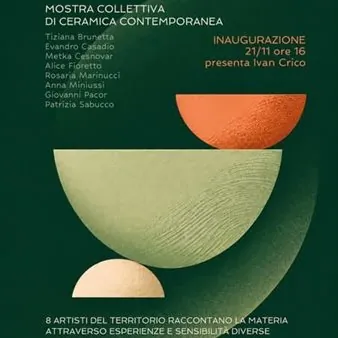 MOSTRA COLLETTIVA
DI CERAMICA CONTEMPORANEA
Tiziana Brunetta
Evandro Casadio
Metka Cesnovar
Alice Fioretto
Rosaria Marinucci
Anna Miniussi
Giovanni Pacor
Patrizia Sabucco
INAUGURAZIONE
21/11 ore 16
presenta Ivan Crico
8 ARTISTI DEL TERRITORIO RACCONTANO LA MATERIA
ATTRAVERSO ESPERIENZE E SENSIBILITÀ DIVERSE